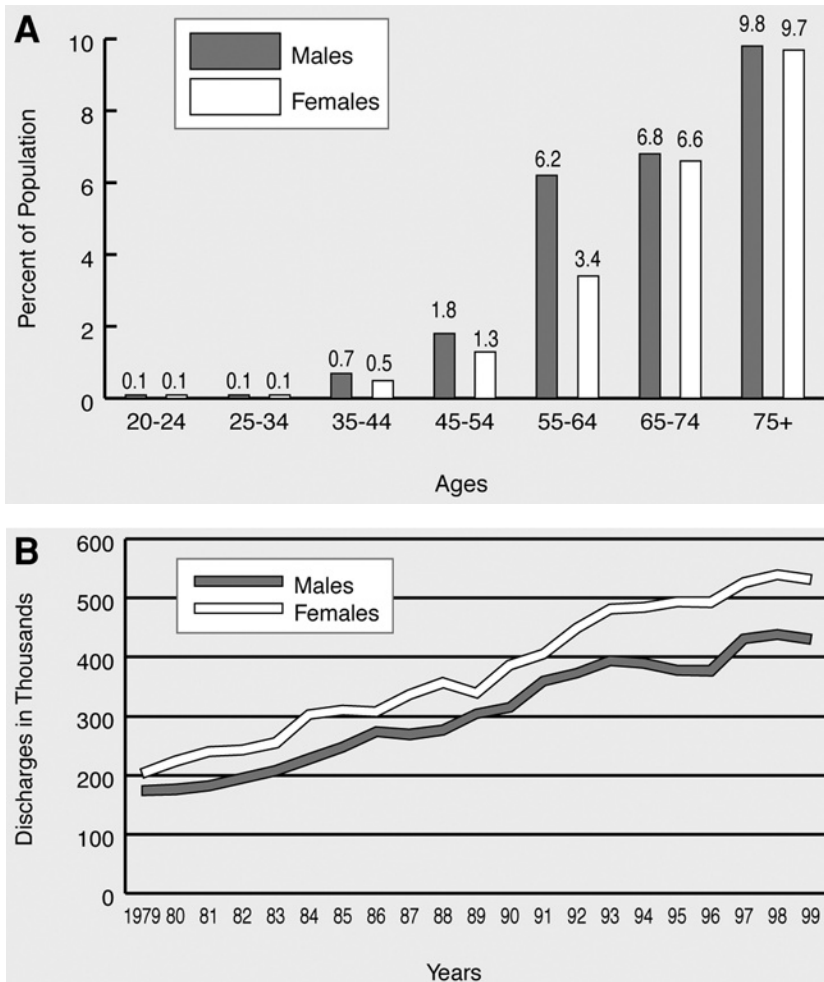 A
Males
Females
Percent of Population
10
8
6
4
2
0
0.1 0.1 0.1 0.1 0.7 0.5 1.8 1.3 6.2 3.4 6.8 6.6 9.8 9.7
20-24 25-34 35-44 45-54 55-64 65-74 75+
Ages
B
Males
Females
Discharges in Thousands
600
500
400
300
200
100
0
1979 80 81 82 83 84 85 86 87 88 89 90 91 92 93 94 95 96 97 98 99
Years